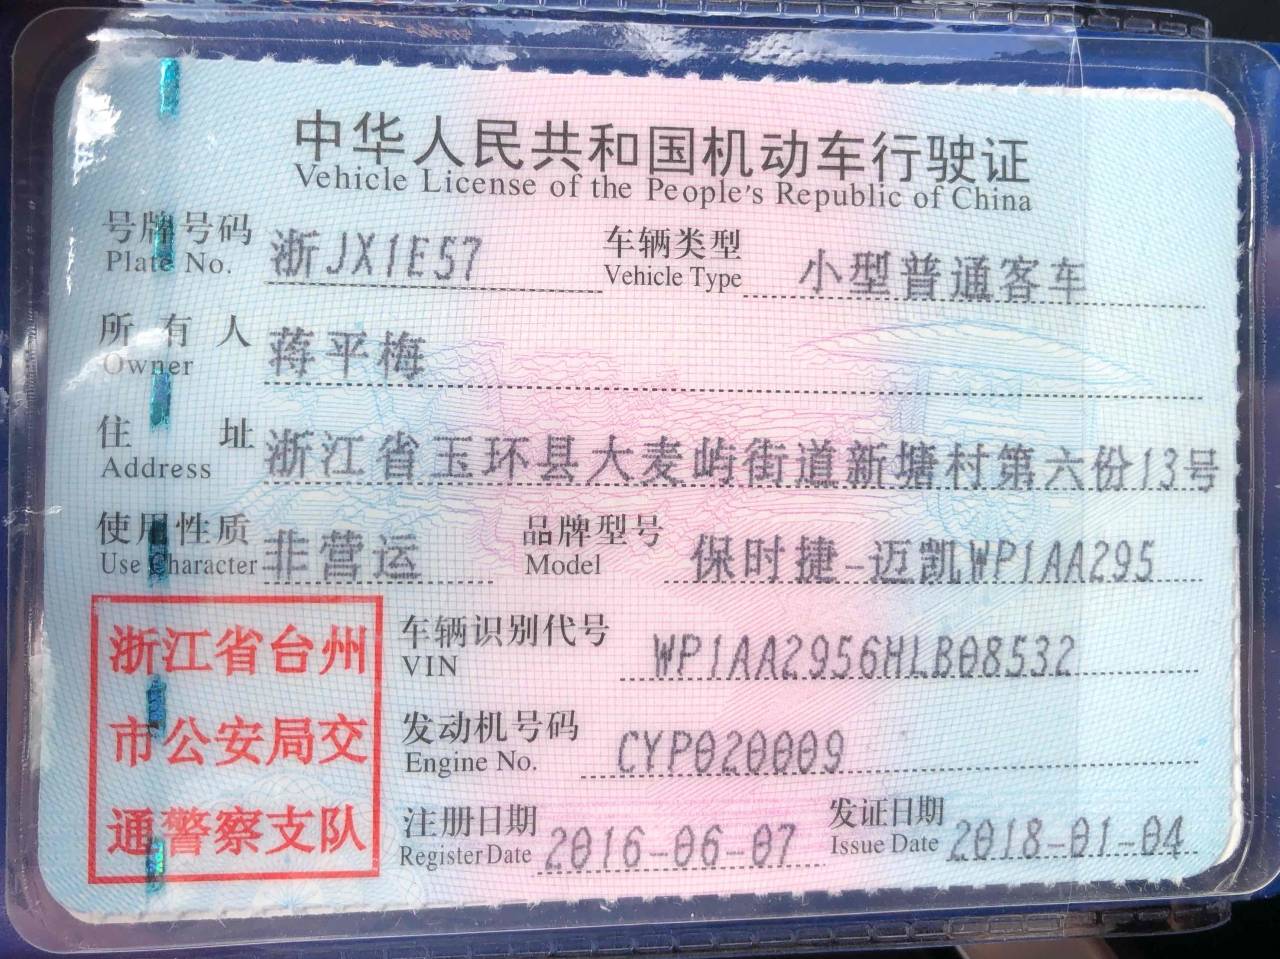 中华人民共和国机动车行驶证
Vehicle License of the People's Republic of China
号牌号码 浙JX1E57 车辆类型 小型普通客车
Plate No. Vehicle Type
所有人 蒋平梅
Owner
住址 浙江省玉环县大麦屿街道新塘村第六份13号
Address
使用性质 非营运 品牌型号 保时捷-迈凯WP1AA295
Use Character Model
浙江省台州
市公安局交
通警察支队
车辆识别代号 WP1AA2956HLB08532
VIN
发动机号码 CYP020009
Engine No.
注册日期 2016-06-07 发证日期 2018-01-04
Register Date Issue Date